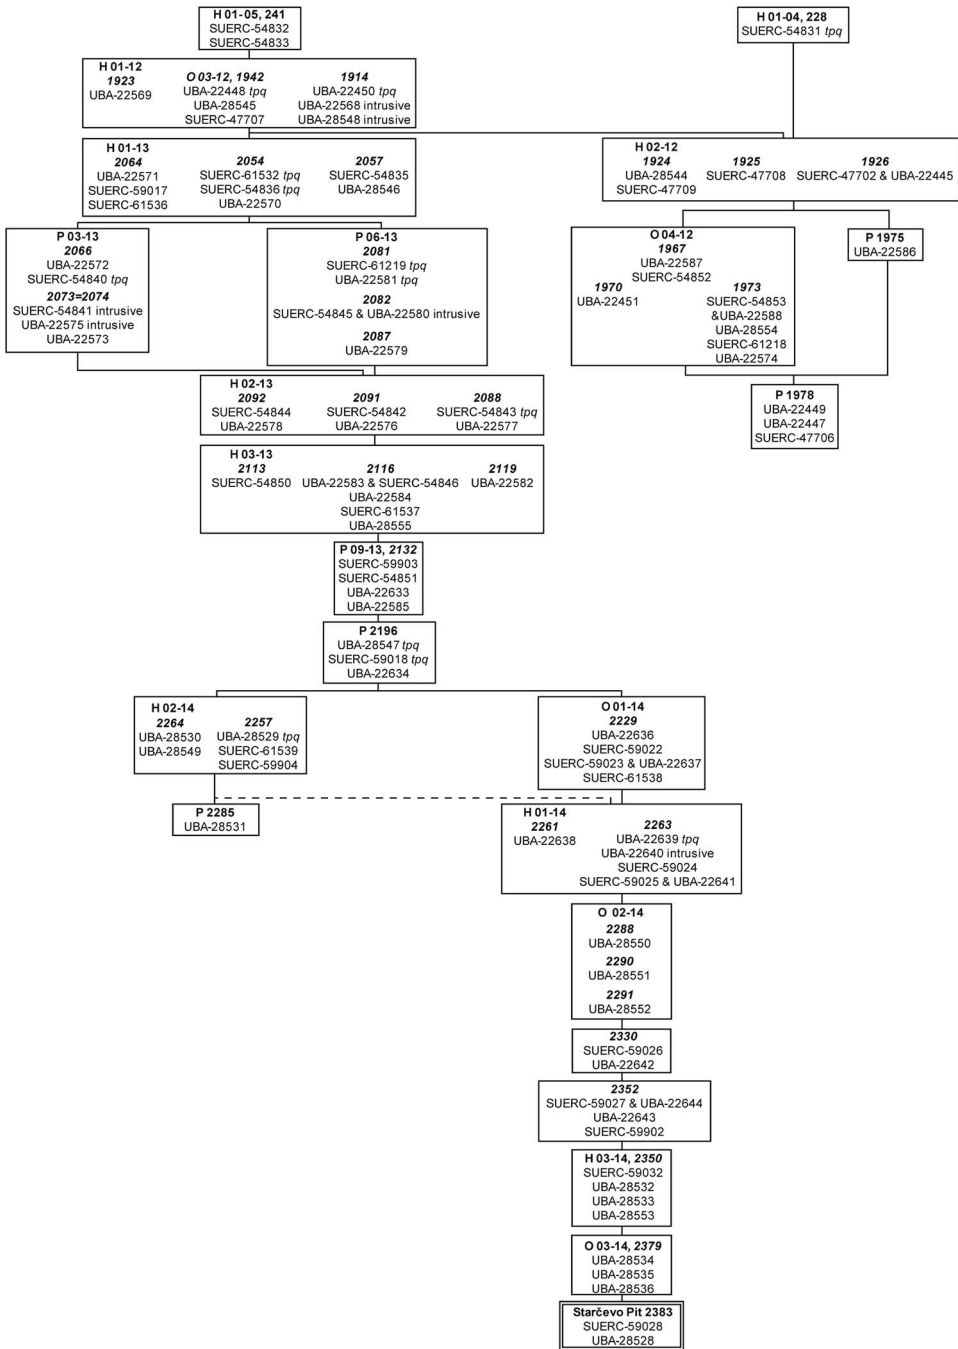 H 01-05, 241
SUERC-54832
SUERC-54833
H 01-04, 228
SUERC-54831 tpq
H 01-12
1923
UBA-22569
O 03-12, 1942
UBA-22448 tpq
UBA-28545
SUERC-47707
1914
UBA-22450 tpq
UBA-22568 intrusive
UBA-28548 intrusive
H 01-13
2064
UBA-22571
SUERC-59017
SUERC-61536
2054
SUERC-61532 tpq
SUERC-54836 tpq
UBA-22570
2057
SUERC-54835
UBA-28546
H 02-12
1924
UBA-28544
SUERC-47709
1925
SUERC-47708
1926
SUERC-47702 & UBA-22445
P 03-13
2066
UBA-22572
SUERC-54840 tpq
2073=2074
SUERC-54841 intrusive
UBA-22575 intrusive
UBA-22573
P 06-13
2081
SUERC-61219 tpq
UBA-22581 tpq
2082
SUERC-54845 & UBA-22580 intrusive
2087
UBA-22579
O 04-12
1967
UBA-22587
SUERC-54852
1970
UBA-22451
1973
SUERC-54853
&UBA-22588
UBA-28554
SUERC-61218
UBA-22574
P 1975
UBA-22586
P 1978
UBA-22449
UBA-22447
SUERC-47706
H 02-13
2092
SUERC-54844
UBA-22578
2091
SUERC-54842
UBA-22576
2088
SUERC-54843 tpq
UBA-22577
H 03-13
2113
SUERC-54850
2116
UBA-22583 & SUERC-54846
UBA-22584
SUERC-61537
UBA-28555
2119
UBA-22582
P 09-13, 2132
SUERC-59903
SUERC-54851
UBA-22633
UBA-22585
P 2196
UBA-28547 tpq
SUERC-59018 tpq
UBA-22634
H 02-14
2264
UBA-28530
UBA-28549
2257
UBA-28529 tpq
SUERC-61539
SUERC-59904
O 01-14
2229
UBA-22636
SUERC-59022
SUERC-59023 & UBA-22637
SUERC-61538
P 2285
UBA-28531
H 01-14
2261
UBA-22638
2263
UBA-22639 tpq
UBA-22640 intrusive
SUERC-59024
SUERC-59025 & UBA-22641
O 02-14
2288
UBA-28550
2290
UBA-28551
2291
UBA-28552
2330
SUERC-59026
UBA-22642
2352
SUERC-59027 & UBA-22644
UBA-22643
SUERC-59902
H 03-14, 2350
SUERC-59032
UBA-28532
UBA-28533
UBA-28553
O 03-14, 2379
UBA-28534
UBA-28535
UBA-28536
Starčevo Pit 2383
SUERC-59028
UBA-28528